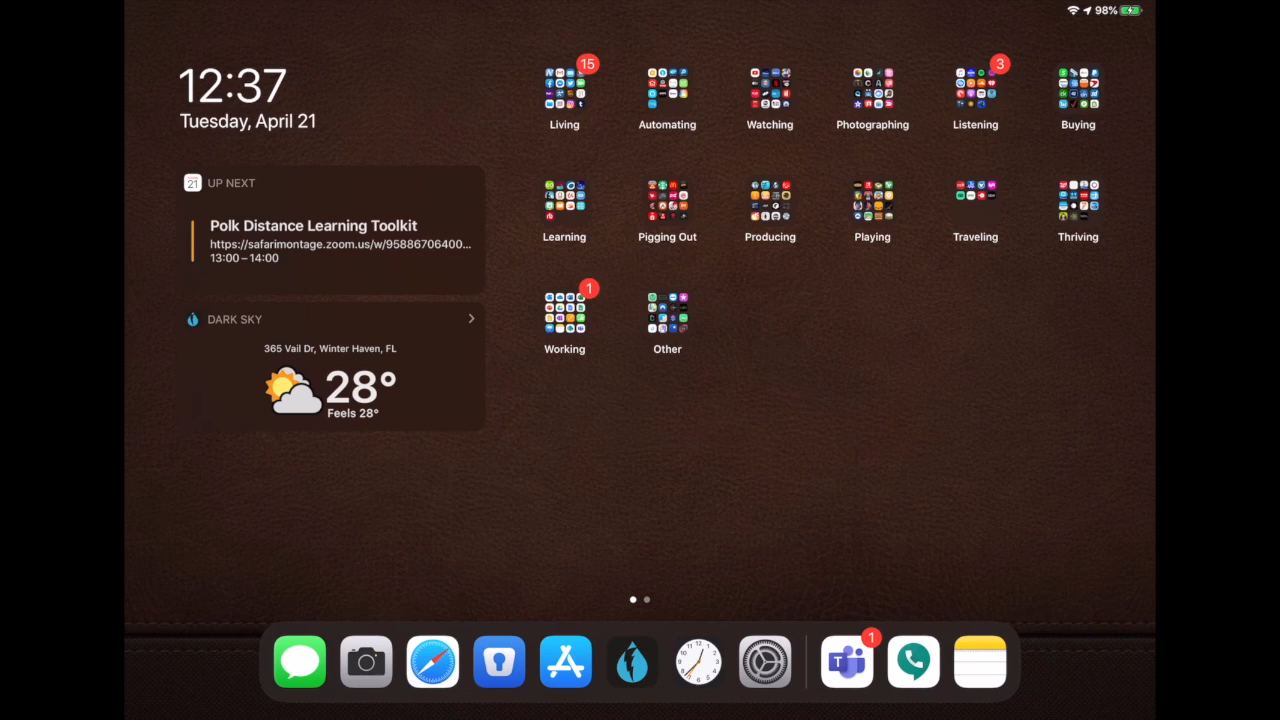 98%
12:37
Tuesday, April 21
21 UP NEXT
Polk Distance Learning Toolkit
https://safarimontage.zoom.us/w/95886706400...
13:00 – 14:00
DARK SKY
365 Vail Dr, Winter Haven, FL
28°
Feels 28°
15
3
Living
Automating
Watching
Photographing
Listening
Buying
Learning
Pigging Out
Producing
Playing
Traveling
Thriving
1
Working
Other
1
T